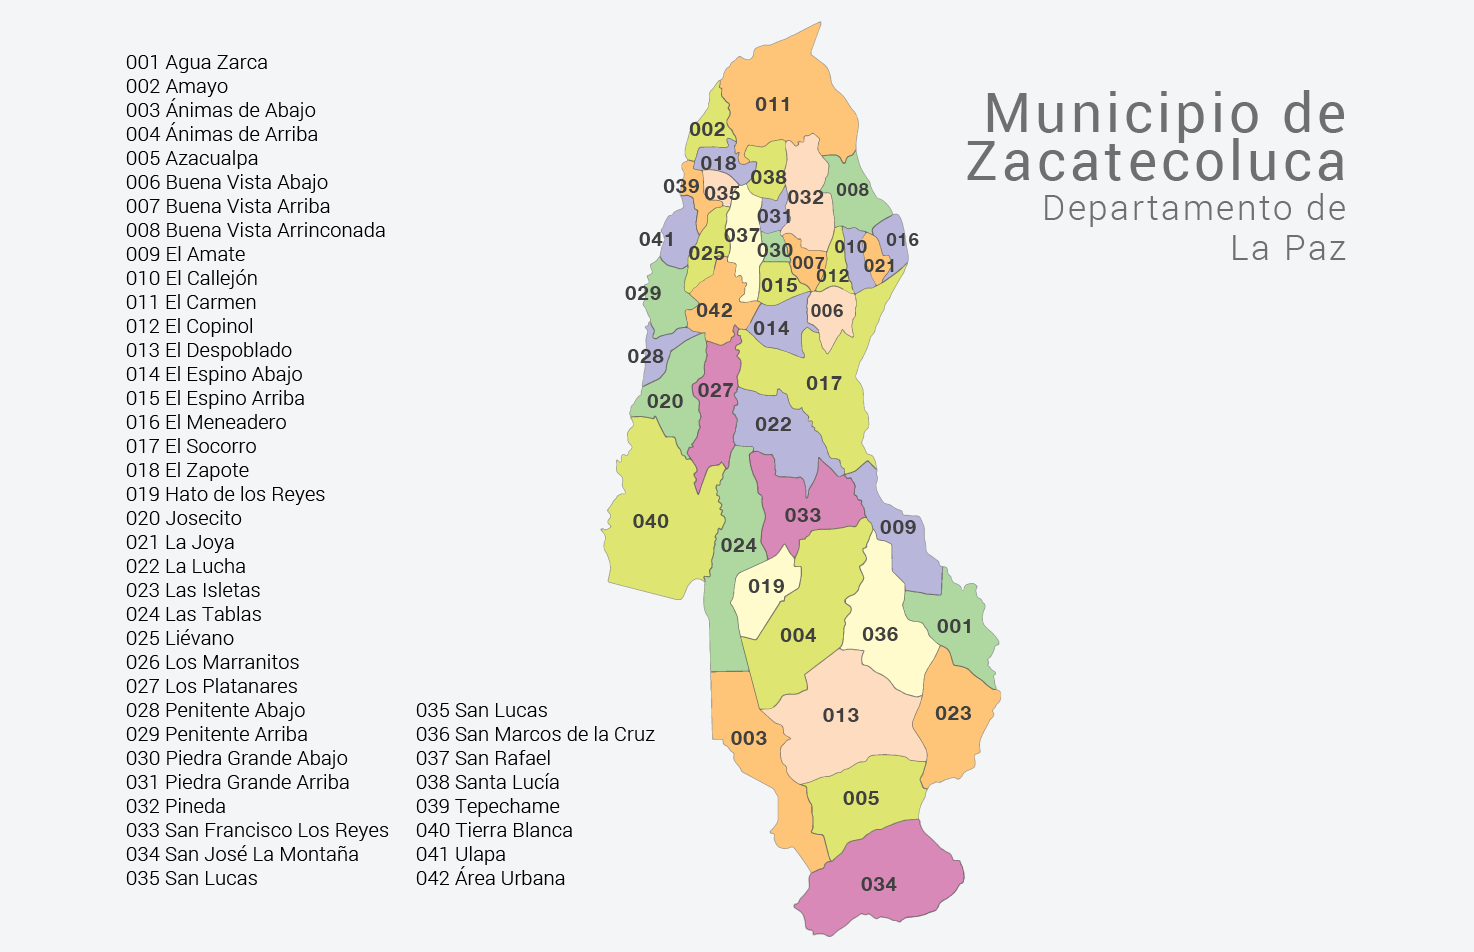 Municipio de
Zacatecoluca
Departamento de
La Paz
001 Agua Zarca
002 Amayo
003 Ánimas de Abajo
004 Ánimas de Arriba
005 Azacualpa
006 Buena Vista Abajo
007 Buena Vista Arriba
008 Buena Vista Arrinconada
009 El Amate
010 El Callejón
011 El Carmen
012 El Copinol
013 El Despoblado
014 El Espino Abajo
015 El Espino Arriba
016 El Meneadero
017 El Socorro
018 El Zapote
019 Hato de los Reyes
020 Josecito
021 La Joya
022 La Lucha
023 Las Isletas
024 Las Tablas
025 Liévano
026 Los Marranitos
027 Los Platanares
028 Penitente Abajo
029 Penitente Arriba
030 Piedra Grande Abajo
031 Piedra Grande Arriba
032 Pineda
033 San Francisco Los Reyes
034 San José La Montaña
035 San Lucas
035 San Lucas
036 San Marcos de la Cruz
037 San Rafael
038 Santa Lucía
039 Tepechame
040 Tierra Blanca
041 Ulapa
042 Área Urbana
011
002
018
038
039
035
032
008
031
041
037
025
030
010
016
007
012
021
015
029
042
014
006
028
027
017
020
022
040
033
009
024
019
004
036
001
013
023
003
005
034